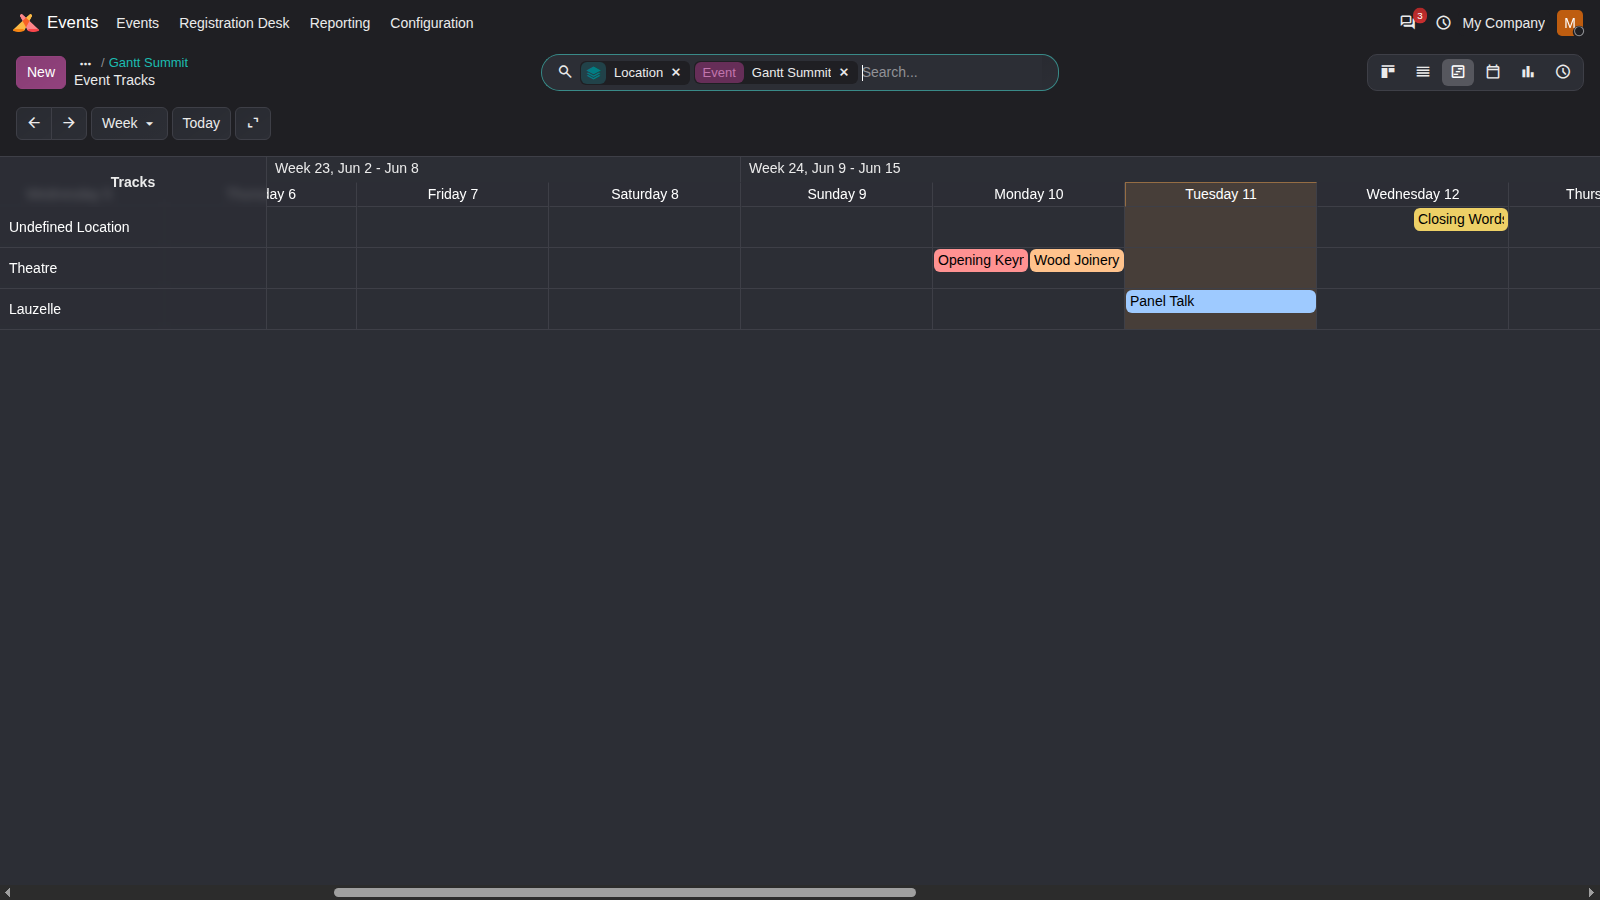 Events Events Registration Desk Reporting Configuration 3 My Company M
New ... / Gantt Summit
Event Tracks
Location × Event Gantt Summit × Search...
Week Today
Tracks
Week 23, Jun 2 - Jun 8 Week 24, Jun 9 - Jun 15
day 6 Friday 7 Saturday 8 Sunday 9 Monday 10 Tuesday 11 Wednesday 12 Thurs
Undefined Location Closing Words
Theatre Opening Keyn Wood Joinery
Lauzelle Panel Talk